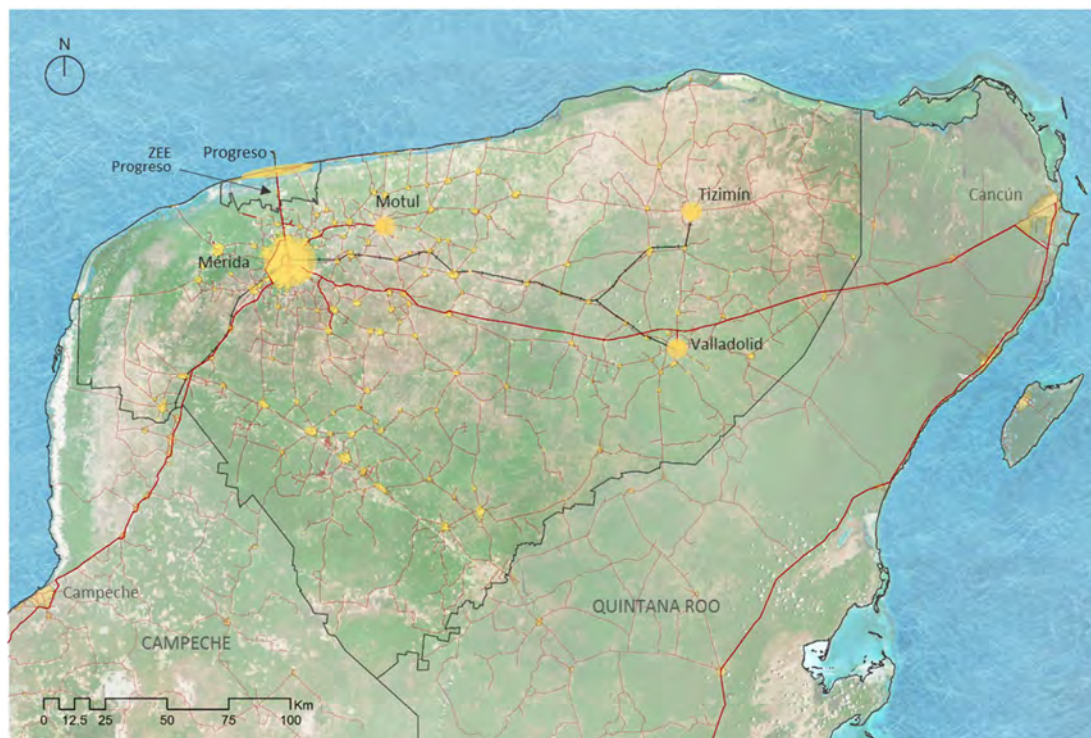 N
ZEE
Progreso
Progreso
Motul
Tizimín
Cancún
Mérida
Valladolid
Campeche
QUINTANA ROO
CAMPECHE
Km
0 12.5 25 50 75 100